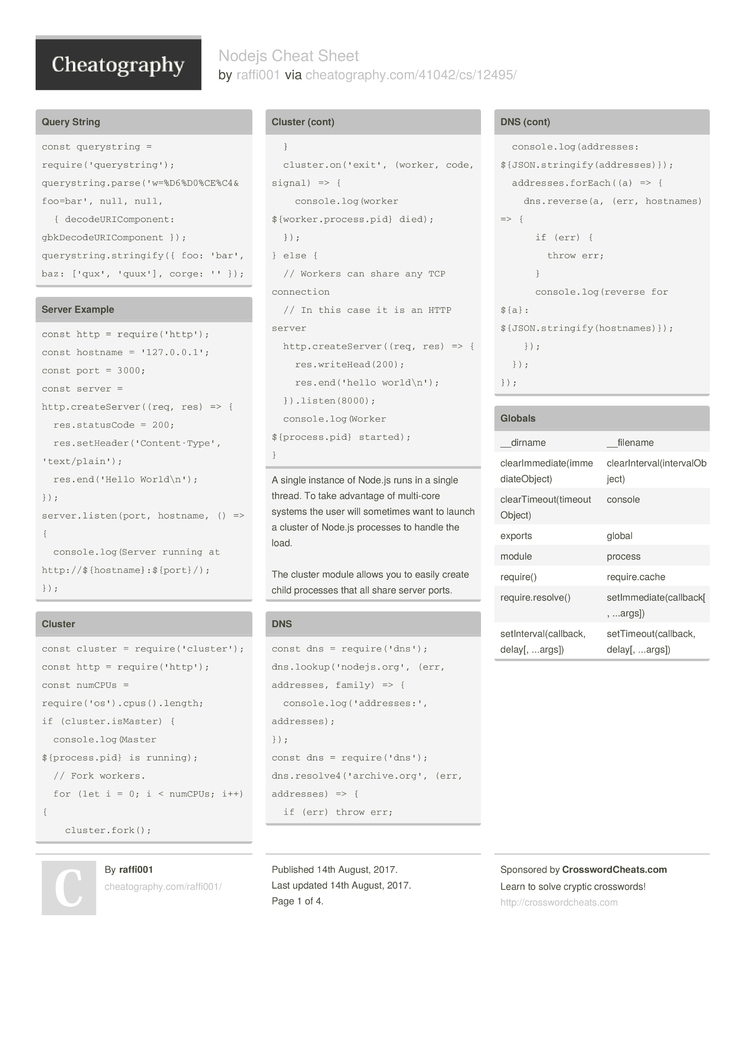 Cheatography
Nodejs Cheat Sheet
by raffi001 via cheatography.com/41042/cs/12495/
Query String
const querystring =
require('querystring');
querystring.parse('w=%D6%D0%CE%C4&
foo=bar', null, null,
{ decodeURIComponent:
gbkDecodeURIComponent });
querystring.stringify({ foo: 'bar',
baz: ['qux', 'quux'], corge: '' });
Server Example
const http = require('http');
const hostname = '127.0.0.1';
const port = 3000;
const server =
http.createServer((req, res) => {
res.statusCode = 200;
res.setHeader('Content-Type',
'text/plain');
res.end('Hello World\n');
});
server.listen(port, hostname, () =>
{
console.log(Server running at
http://${hostname}:${port}/);
});
Cluster
const cluster = require('cluster');
const http = require('http');
const numCPUs =
require('os').cpus().length;
if (cluster.isMaster) {
console.log(Master
${process.pid} is running);
// Fork workers.
for (let i = 0; i < numCPUs; i++)
{
cluster.fork();
Cluster (cont)
}
cluster.on('exit', (worker, code,
signal) => {
console.log(worker
${worker.process.pid} died);
});
} else {
// Workers can share any TCP
connection
// In this case it is an HTTP
server
http.createServer((req, res) => {
res.writeHead(200);
res.end('hello world\n');
}).listen(8000);
console.log(Worker
${process.pid} started);
}
A single instance of Node.js runs in a single
thread. To take advantage of multi-core
systems the user will sometimes want to launch
a cluster of Node.js processes to handle the
load.
The cluster module allows you to easily create
child processes that all share server ports.
DNS
const dns = require('dns');
dns.lookup('nodejs.org', (err,
addresses, family) => {
console.log('addresses:',
addresses);
});
const dns = require('dns');
dns.resolve4('archive.org', (err,
addresses) => {
if (err) throw err;
DNS (cont)
console.log(addresses:
${JSON.stringify(addresses)});
addresses.forEach((a) => {
dns.reverse(a, (err, hostnames)
=> {
if (err) {
throw err;
}
console.log(reverse for
${a}:
${JSON.stringify(hostnames)});
});
});
});
Globals
__dirname __filename
clearImmediate(imme clearInterval(intervalOb
diateObject) ject)
clearTimeout(timeout console
Object)
exports global
module process
require() require.cache
require.resolve() setImmediate(callback[
, ...args])
setInterval(callback, setTimeout(callback,
delay[, ...args]) delay[, ...args])
C
By raffi001
cheatography.com/raffi001/
Published 14th August, 2017.
Last updated 14th August, 2017.
Page 1 of 4.
Sponsored by CrosswordCheats.com
Learn to solve cryptic crosswords!
http://crosswordcheats.com